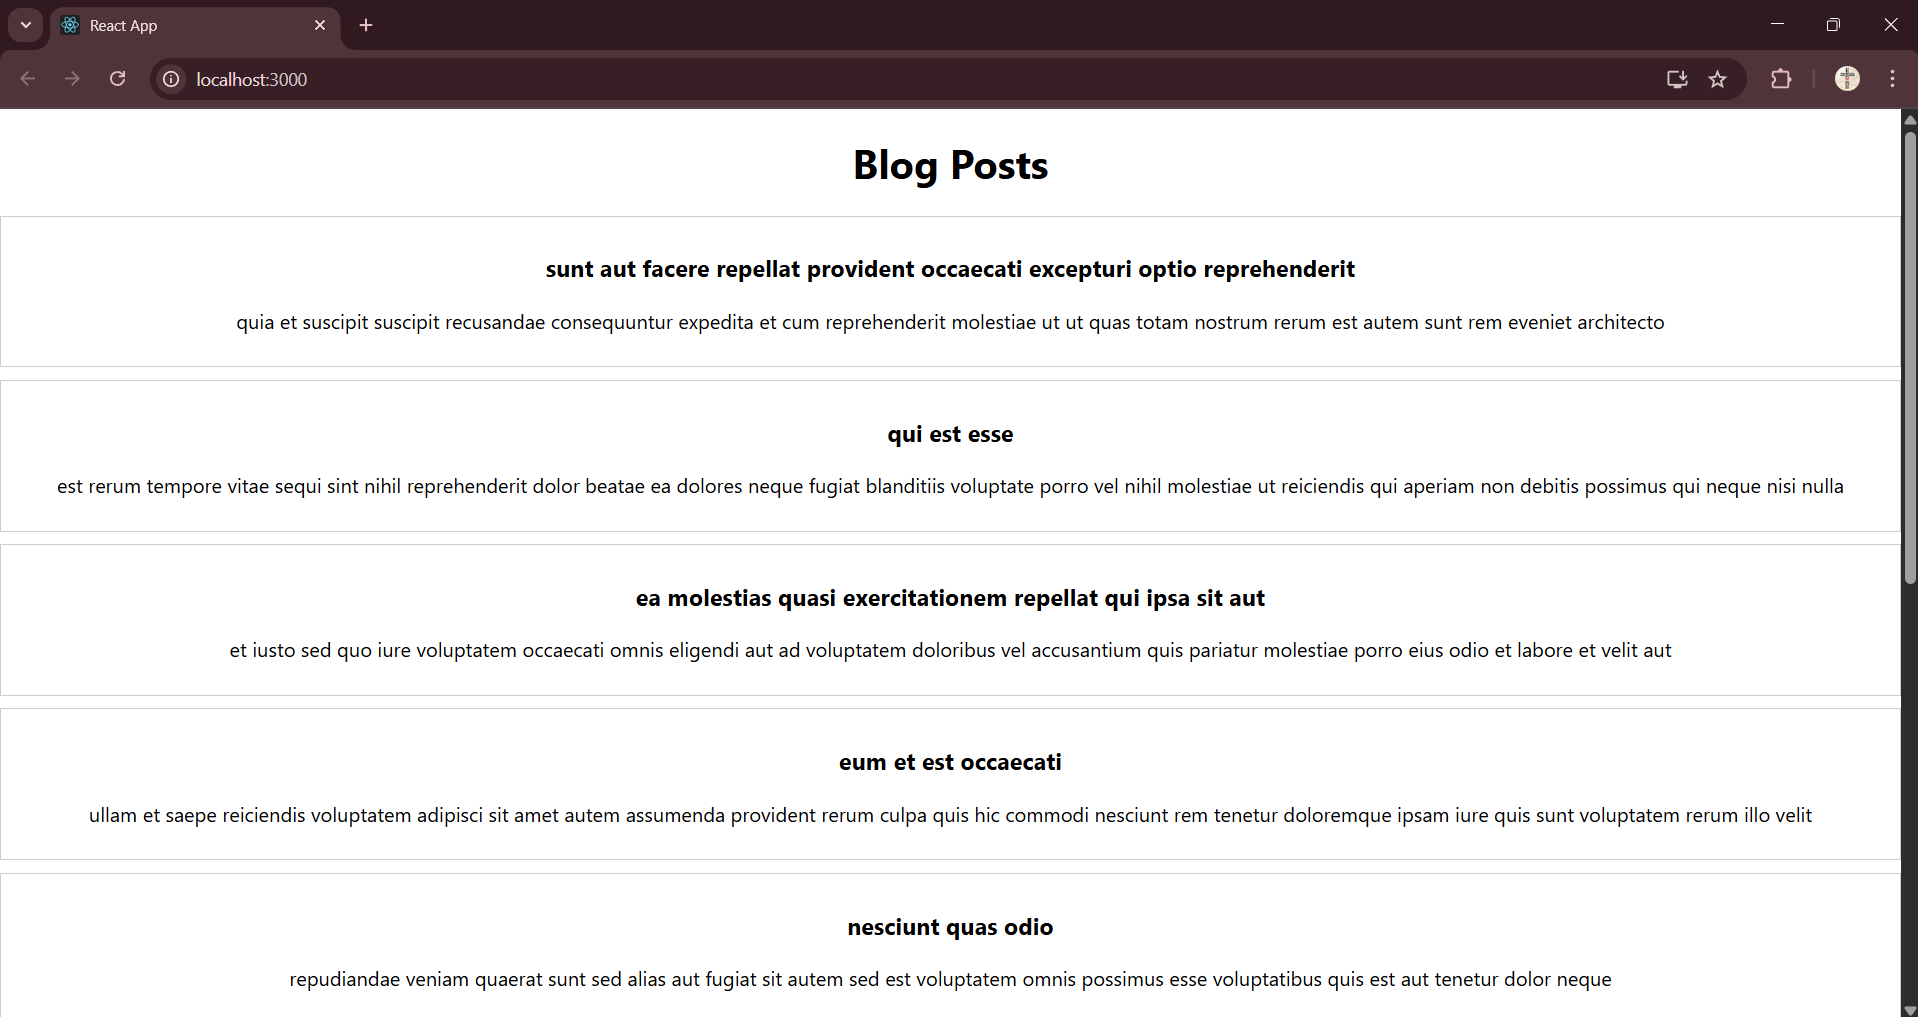 React App
localhost:3000
Blog Posts
sunt aut facere repellat provident occaecati excepturi optio reprehenderit
quia et suscipit suscipit recusandae consequuntur expedita et cum reprehenderit molestiae ut ut quas totam nostrum rerum est autem sunt rem eveniet architecto
qui est esse
est rerum tempore vitae sequi sint nihil reprehenderit dolor beatae ea dolores neque fugiat blanditiis voluptate porro vel nihil molestiae ut reiciendis qui aperiam non debitis possimus qui neque nisi nulla
ea molestias quasi exercitationem repellat qui ipsa sit aut
et iusto sed quo iure voluptatem occaecati omnis eligendi aut ad voluptatem doloribus vel accusantium quis pariatur molestiae porro eius odio et labore et velit aut
eum et est occaecati
ullam et saepe reiciendis voluptatem adipisci sit amet autem assumenda provident rerum culpa quis hic commodi nesciunt rem tenetur doloremque ipsam iure quis sunt voluptatem rerum illo velit
nesciunt quas odio
repudiandae veniam quaerat sunt sed alias aut fugiat sit autem sed est voluptatem omnis possimus esse voluptatibus quis est aut tenetur dolor neque